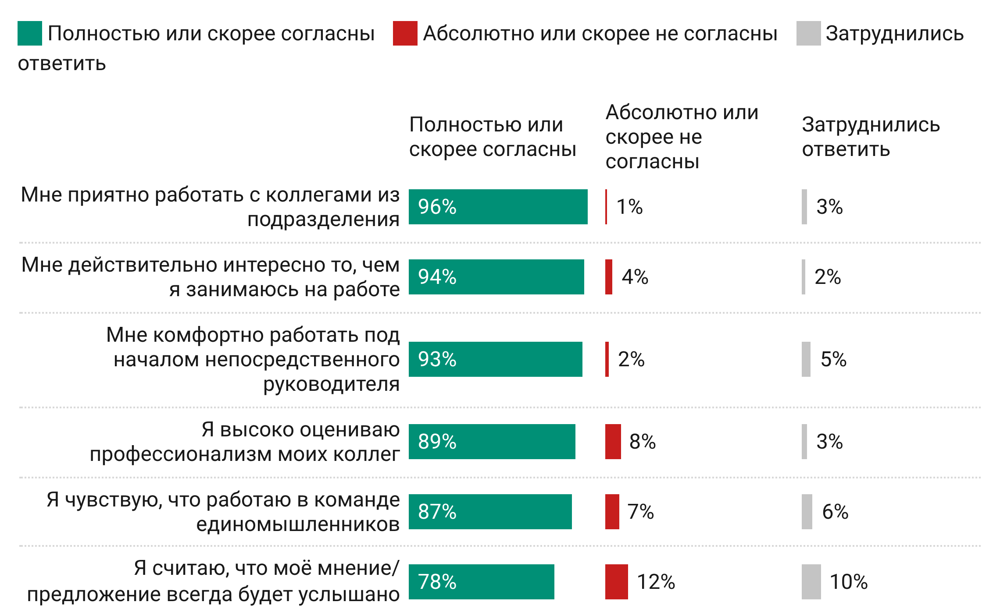 Полностью или скорее согласны Абсолютно или скорее не согласны Затруднились
ответить
Полностью или
скорее согласны
Абсолютно или
скорее не
согласны
Затруднились
ответить
Мне приятно работать с коллегами из
подразделения
96% 1% 3%
Мне действительно интересно то, чем
я занимаюсь на работе
94% 4% 2%
Мне комфортно работать под
началом непосредственного
руководителя
93% 2% 5%
Я высоко оцениваю
профессионализм моих коллег
89% 8% 3%
Я чувствую, что работаю в команде
единомышленников
87% 7% 6%
Я считаю, что моё мнение/
предложение всегда будет услышано
78% 12% 10%